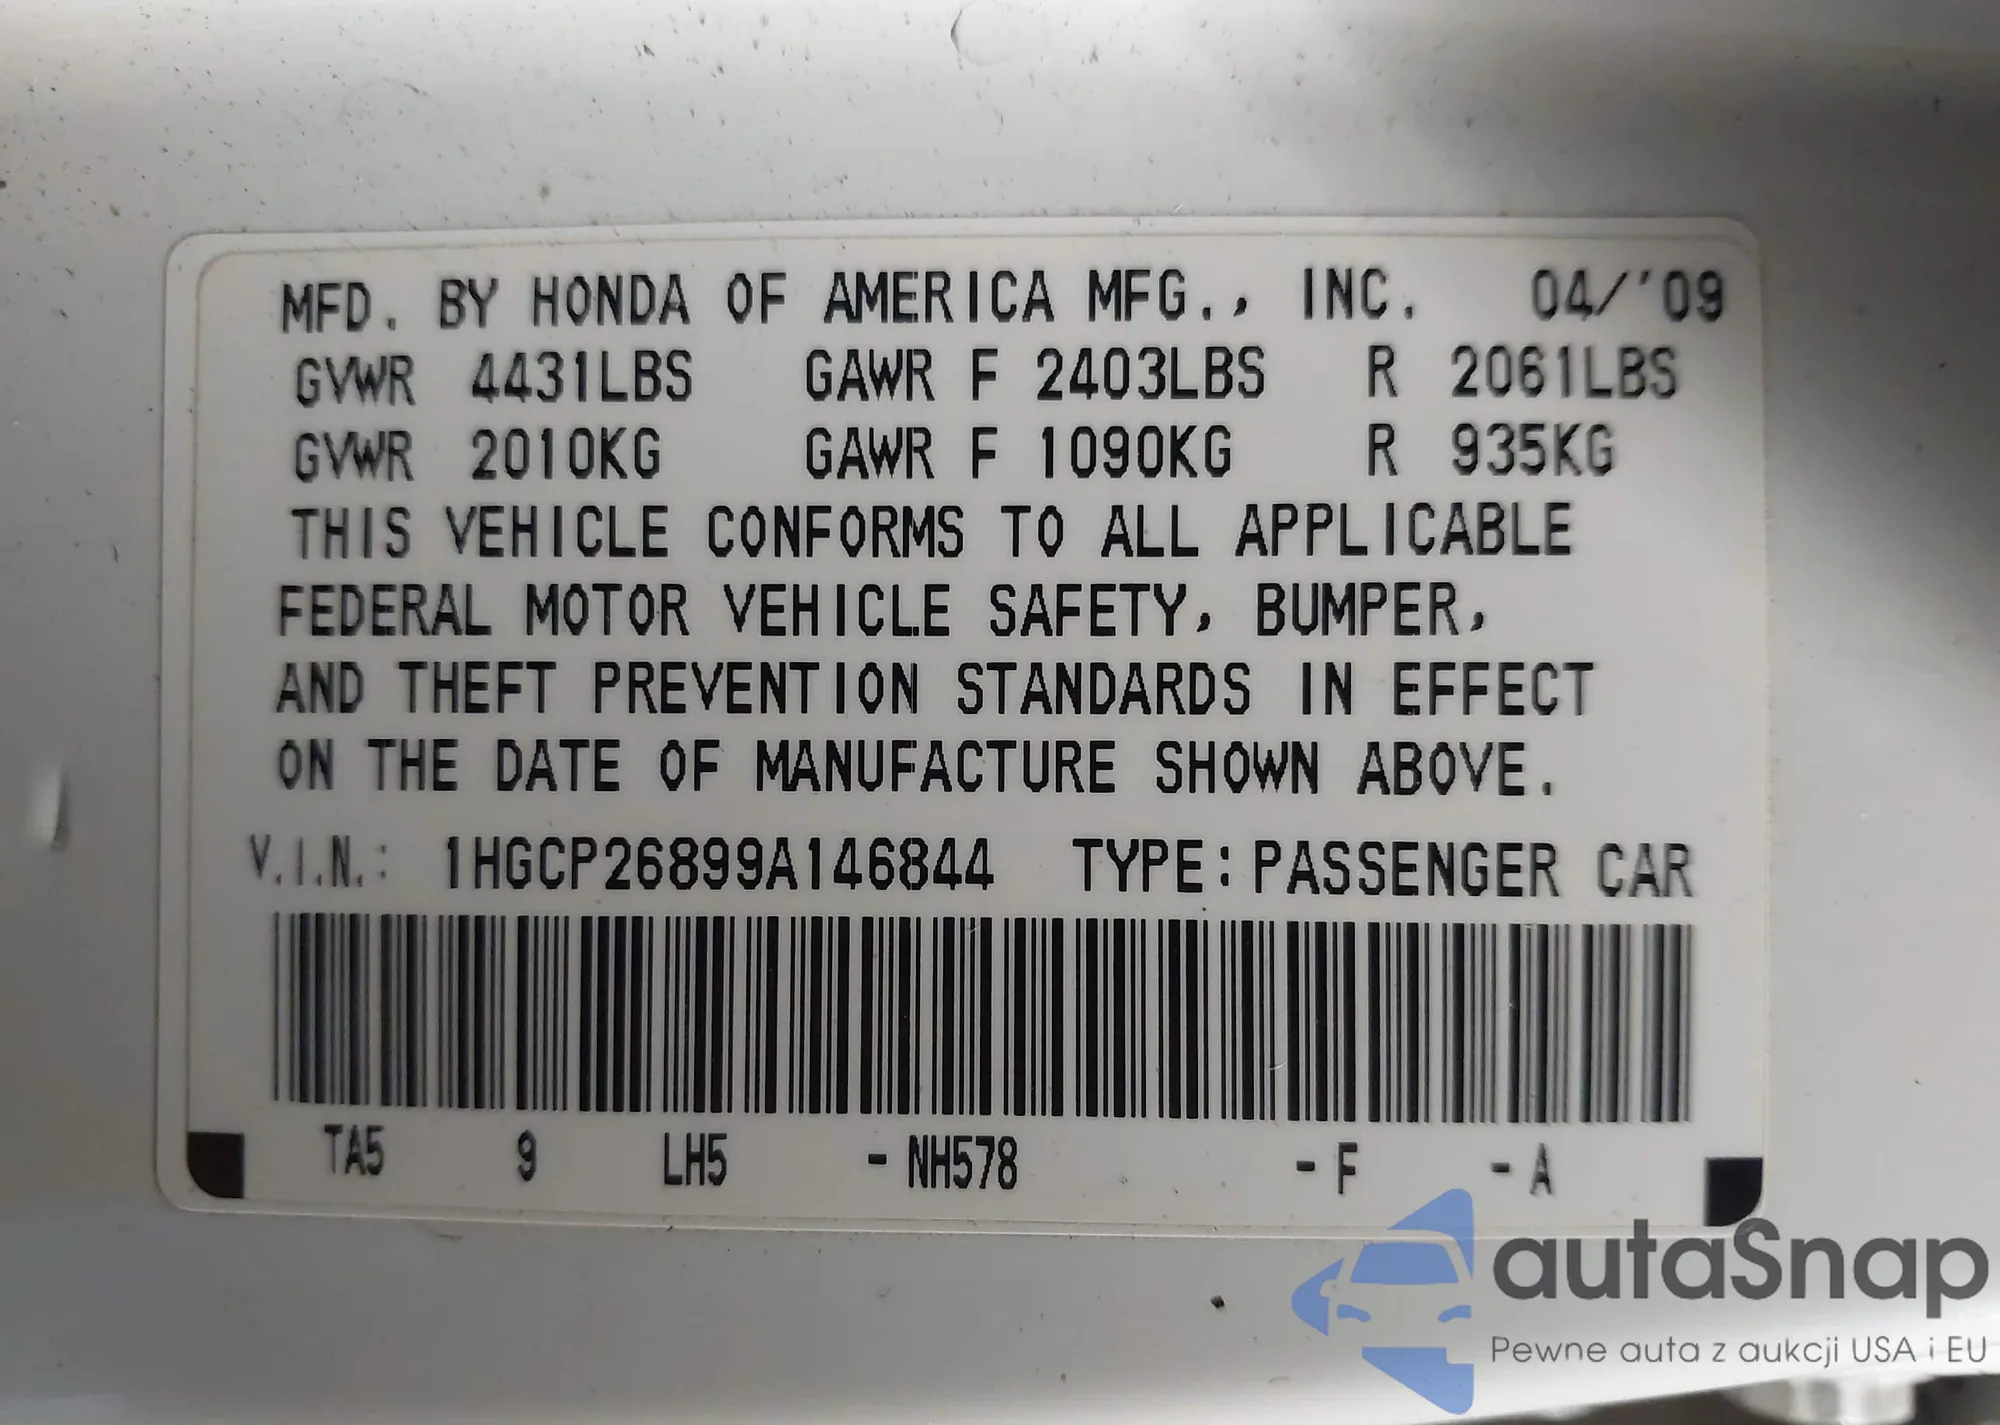 MFD. BY HONDA OF AMERICA MFG., INC. 04/'09
GVWR 4431LBS GAWR F 2403LBS R 2061LBS
GVWR 2010KG GAWR F 1090KG R 935KG
THIS VEHICLE CONFORMS TO ALL APPLICABLE
FEDERAL MOTOR VEHICLE SAFETY, BUMPER,
AND THEFT PREVENTION STANDARDS IN EFFECT
ON THE DATE OF MANUFACTURE SHOWN ABOVE.
V.I.N.: 1HGCP26899A146844 TYPE:PASSENGER CAR
TA5 9 LH5 -NH578 -F -A
autaSnap
Pewne auta z aukcji USA i EU